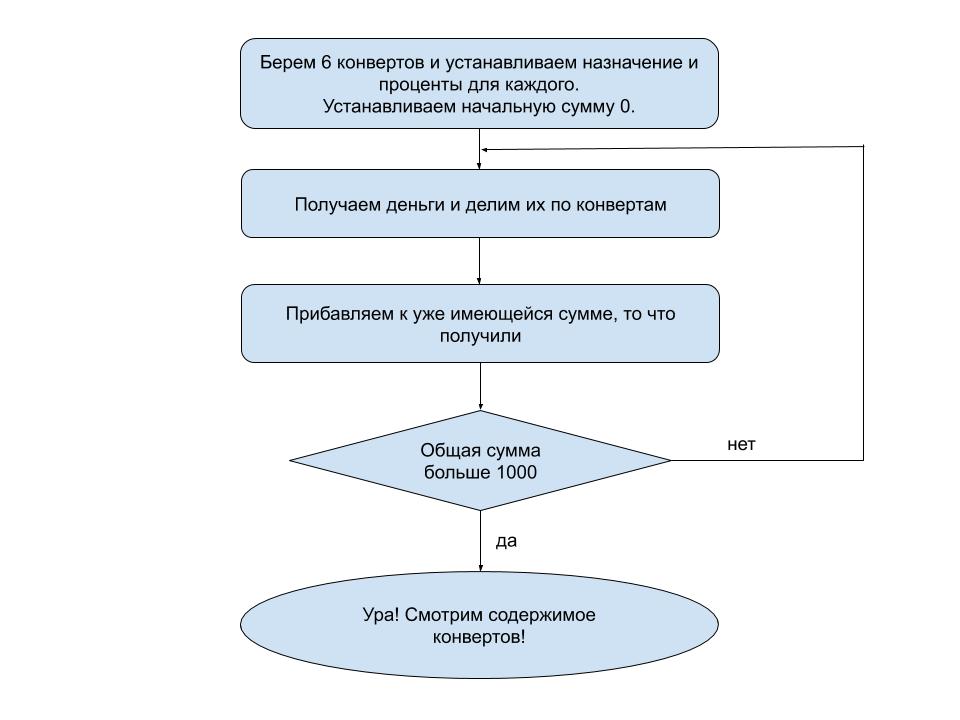 Берем 6 конвертов и устанавливаем назначение и
проценты для каждого.
Устанавливаем начальную сумму 0.
Получаем деньги и делим их по конвертам
Прибавляем к уже имеющейся сумме, то что
получили
Общая сумма
больше 1000
нет
да
Ура! Смотрим содержимое
конвертов!